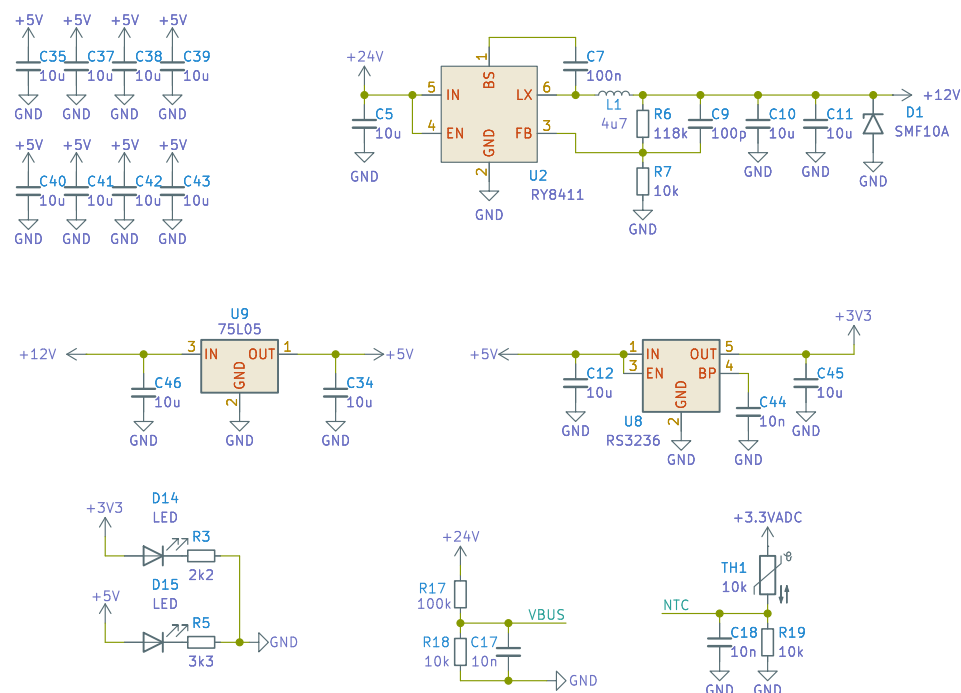 +5V +5V +5V +5V
C35 C37 C38 C39
10u 10u 10u 10u
GND GND GND GND
+5V +5V +5V +5V
C40 C41 C42 C43
10u 10u 10u 10u
GND GND GND GND
+24V
C5
10u
GND
5 IN
4 EN
1 BS
LX 6
FB 3
GND
2
GND
U2
RY8411
C7
100n
L1
4u7
R6
118k
C9
100p
C10
10u
GND
C11
10u
GND
D1
SMF10A
GND
+12V
R7
10k
GND
U9
75L05
+12V
3 IN
OUT 1
GND
2
GND
+5V
C46
10u
GND
C34
10u
GND
+5V
C12
10u
GND
1 IN
3 EN
OUT 5
BP 4
GND
2
GND
U8
RS3236
+3V3
C45
10u
GND
C44
10n
GND
+3V3
D14
LED
R3
2k2
+5V
D15
LED
R5
3k3
GND
+24V
R17
100k
VBUS
R18
10k
C17
10n
GND
+3.3VADC
TH1
10k
θ
NTC
C18
10n
GND
R19
10k
GND